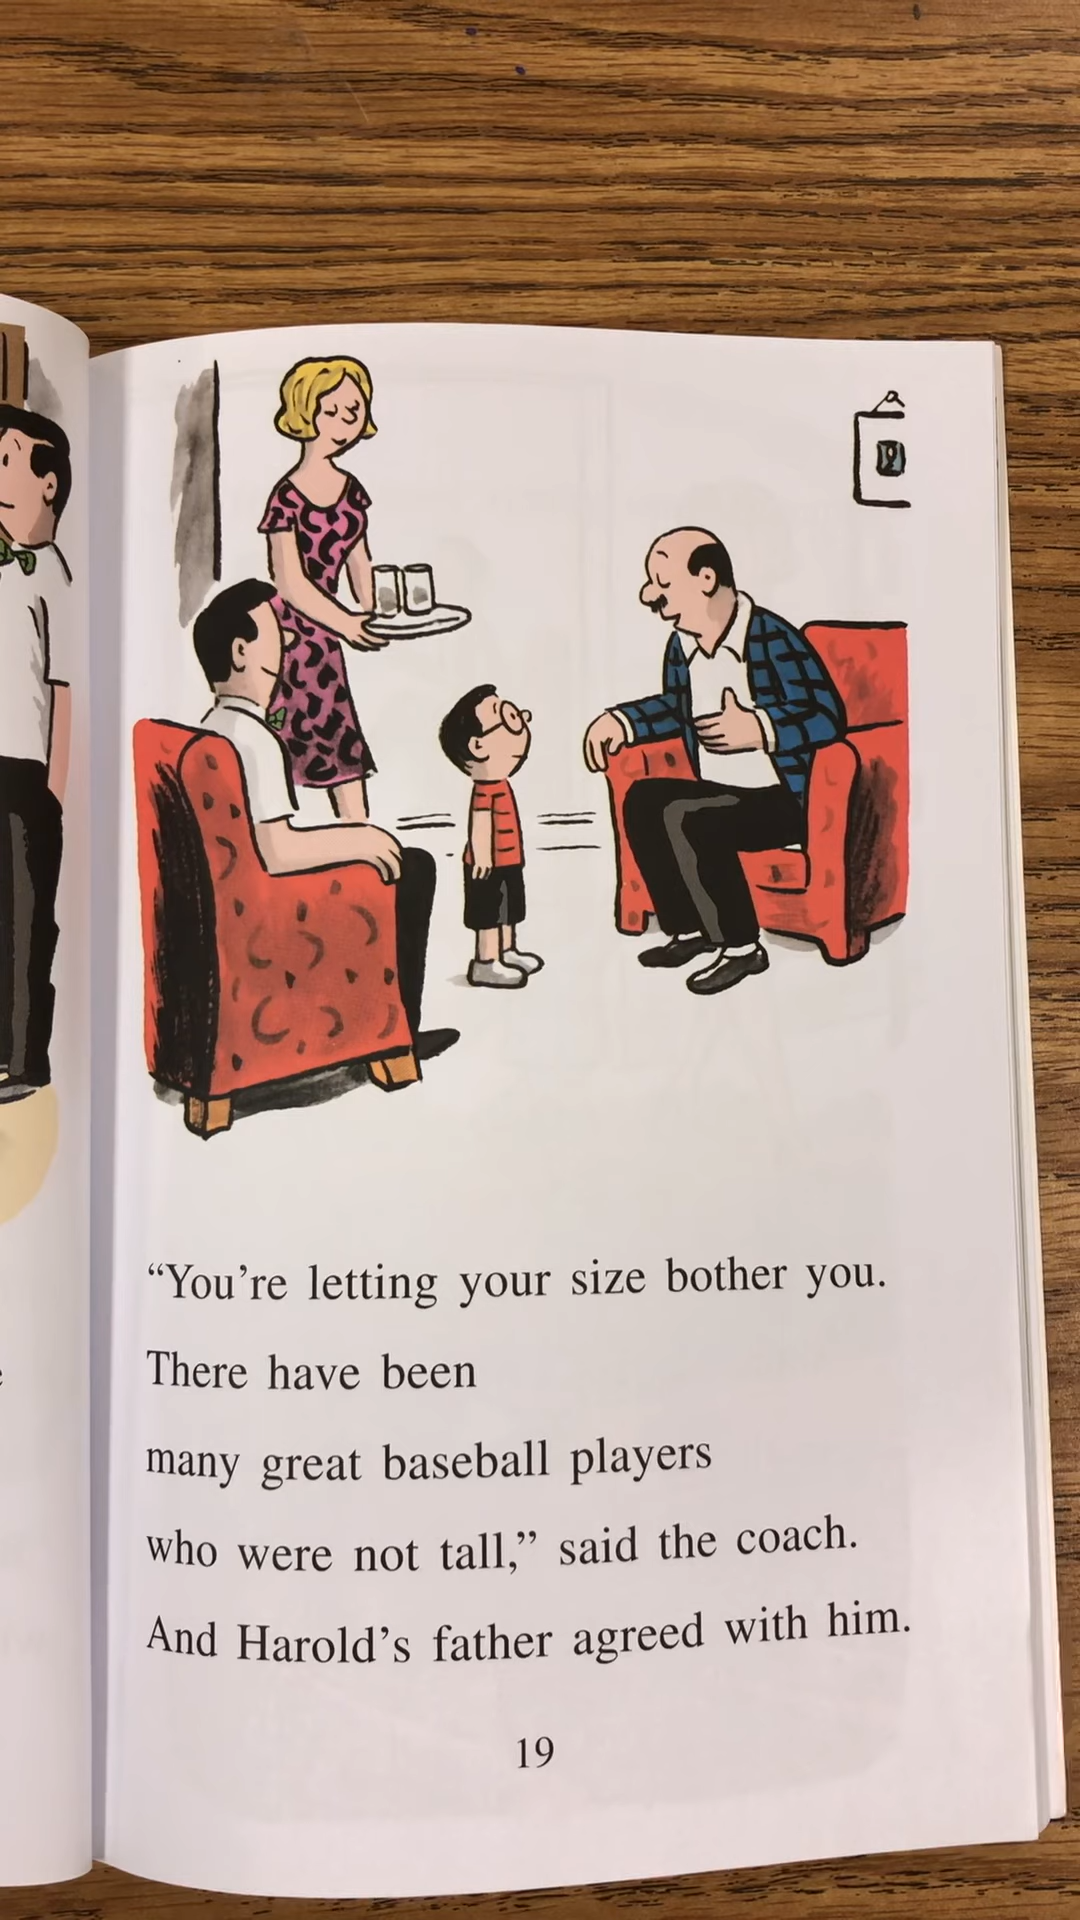 “You’re letting your size bother you.
There have been
many great baseball players
who were not tall,” said the coach.
And Harold’s father agreed with him.
19